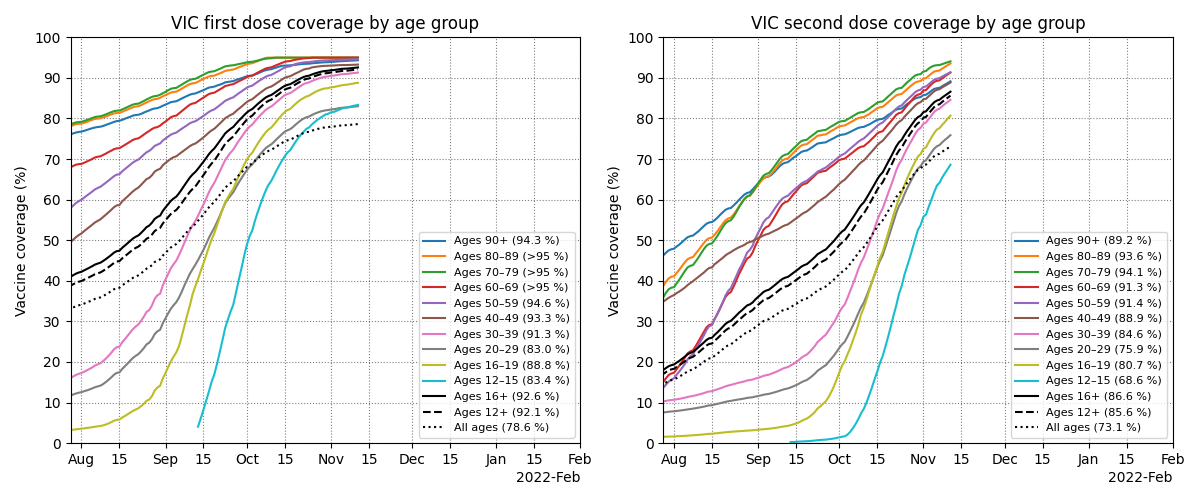 VIC first dose coverage by age group
Vaccine coverage (%)
100
90
80
70
60
50
40
30
20
10
0
Ages 90+ (94.3 %)
Ages 80–89 (>95 %)
Ages 70–79 (>95 %)
Ages 60–69 (>95 %)
Ages 50–59 (94.6 %)
Ages 40–49 (93.3 %)
Ages 30–39 (91.3 %)
Ages 20–29 (83.0 %)
Ages 16–19 (88.8 %)
Ages 12–15 (83.4 %)
Ages 16+ (92.6 %)
Ages 12+ (92.1 %)
All ages (78.6 %)
Aug 15 Sep 15 Oct 15 Nov 15 Dec 15 Jan 15 Feb
2022-Feb
VIC second dose coverage by age group
Vaccine coverage (%)
100
90
80
70
60
50
40
30
20
10
0
Ages 90+ (89.2 %)
Ages 80–89 (93.6 %)
Ages 70–79 (94.1 %)
Ages 60–69 (91.3 %)
Ages 50–59 (91.4 %)
Ages 40–49 (88.9 %)
Ages 30–39 (84.6 %)
Ages 20–29 (75.9 %)
Ages 16–19 (80.7 %)
Ages 12–15 (68.6 %)
Ages 16+ (86.6 %)
Ages 12+ (85.6 %)
All ages (73.1 %)
Aug 15 Sep 15 Oct 15 Nov 15 Dec 15 Jan 15 Feb
2022-Feb